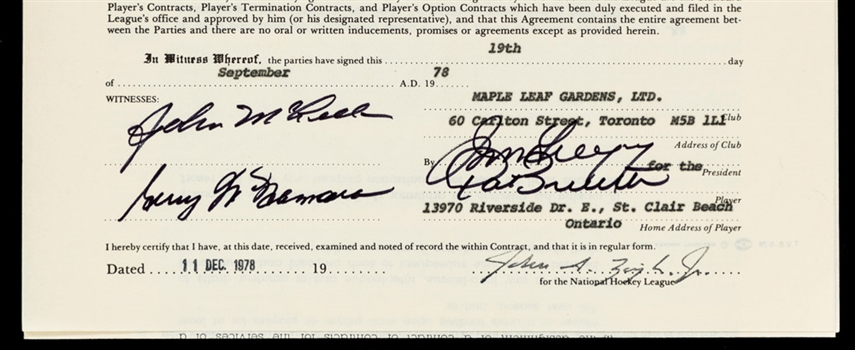 Player's Contracts, Player's Termination Contracts, and Player's Option Contracts which have been duly executed and filed in the
League's office and approved by him (or his designated representative), and that this Agreement contains the entire agreement bet-
ween the Parties and there are no oral or written inducements, promises or agreements except as provided herein.
In Witness Whereof, the parties have signed this 19th day
of September A.D. 19 78
WITNESSES:
MAPLE LEAF GARDENS, LTD.
Club
60 Carlton Street, Toronto M5B 1L1
Address of Club
By for the President
Player
13970 Riverside Dr. E., St. Clair Beach
Ontario Home Address of Player
I hereby certify that I have, at this date, received, examined and noted of record the within Contract, and that it is in regular form.
Dated 11 DEC. 1978 19
for the National Hockey League